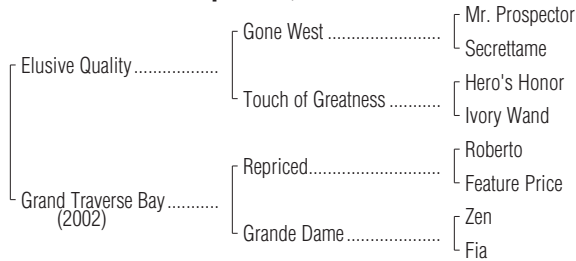 Mr. Prospector
Gone West
Secrettame
Elusive Quality
Hero's Honor
Touch of Greatness
Ivory Wand
Roberto
Repriced
Feature Price
Grand Traverse Bay
(2002)
Zen
Grande Dame
Fia